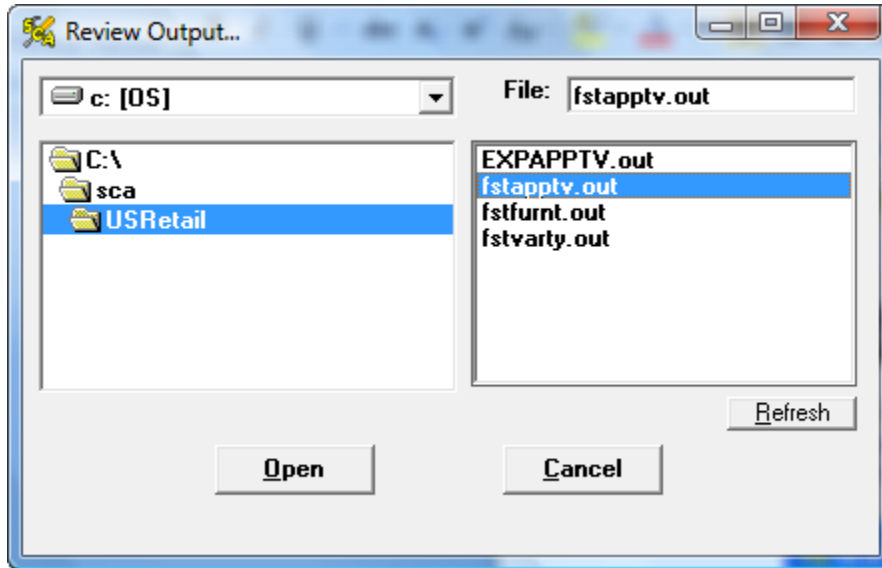 Review Output...
c: [OS]
File: fstapptv.out
C:\
sca
USRetail
EXPAPPTV.out
fstapptv.out
fstfurnt.out
fstvarty.out
Refresh
Open
Cancel